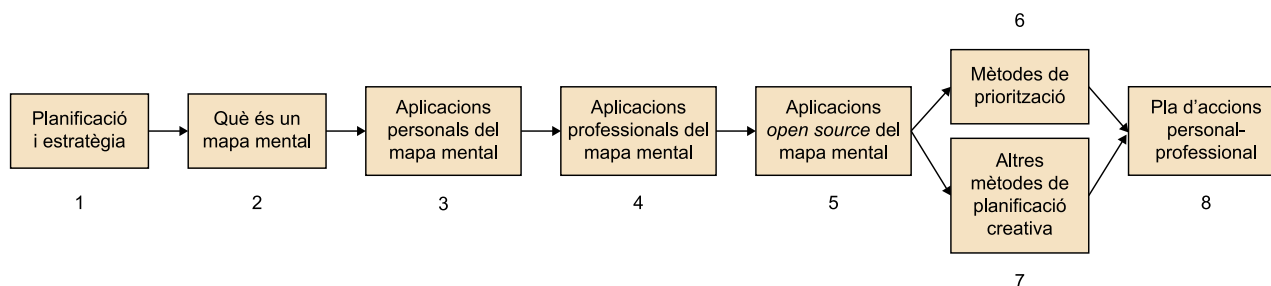 Planificació
i estratègia
1
Què és un
mapa mental
2
Aplicacions
personals del
mapa mental
3
Aplicacions
professionals del
mapa mental
4
Aplicacions
open source del
mapa mental
5
6
Mètodes de
priorització
Altres
mètodes de
planificació
creativa
7
Pla d’accions
personal-
professional
8